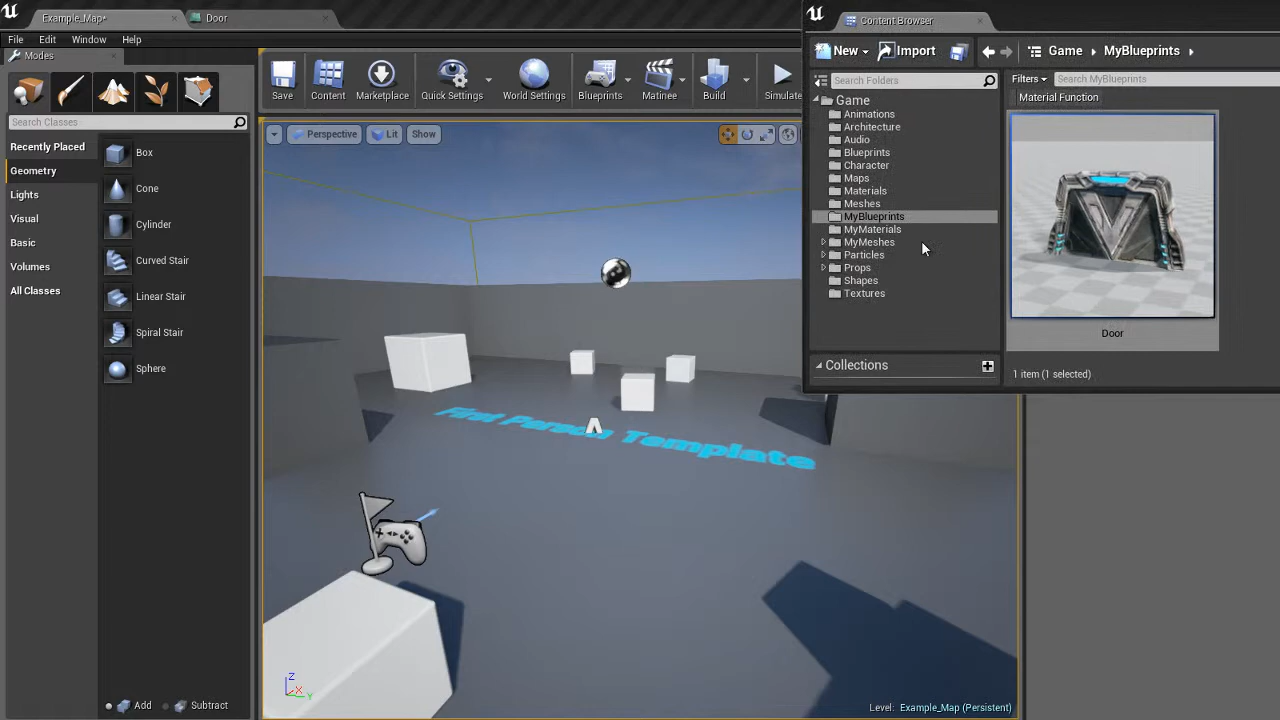 Example_Map*
Door
Content Browser
File
Edit
Window
Help
Modes
Save
Content
Marketplace
Quick Settings
World Settings
Blueprints
Matinee
Build
Simulate
New
Import
Game
MyBlueprints
Search Folders
Filters
Search MyBlueprints
Material Function
Search Classes
Perspective
Lit
Show
Recently Placed
Geometry
Lights
Visual
Basic
Volumes
All Classes
Box
Cone
Cylinder
Curved Stair
Linear Stair
Spiral Stair
Sphere
Game
Animations
Architecture
Audio
Blueprints
Character
Maps
Materials
Meshes
MyBlueprints
MyMaterials
MyMeshes
Particles
Props
Shapes
Textures
Collections
Door
1 item (1 selected)
First Person Template
Z
X
Y
Add
Subtract
Level: Example_Map (Persistent)